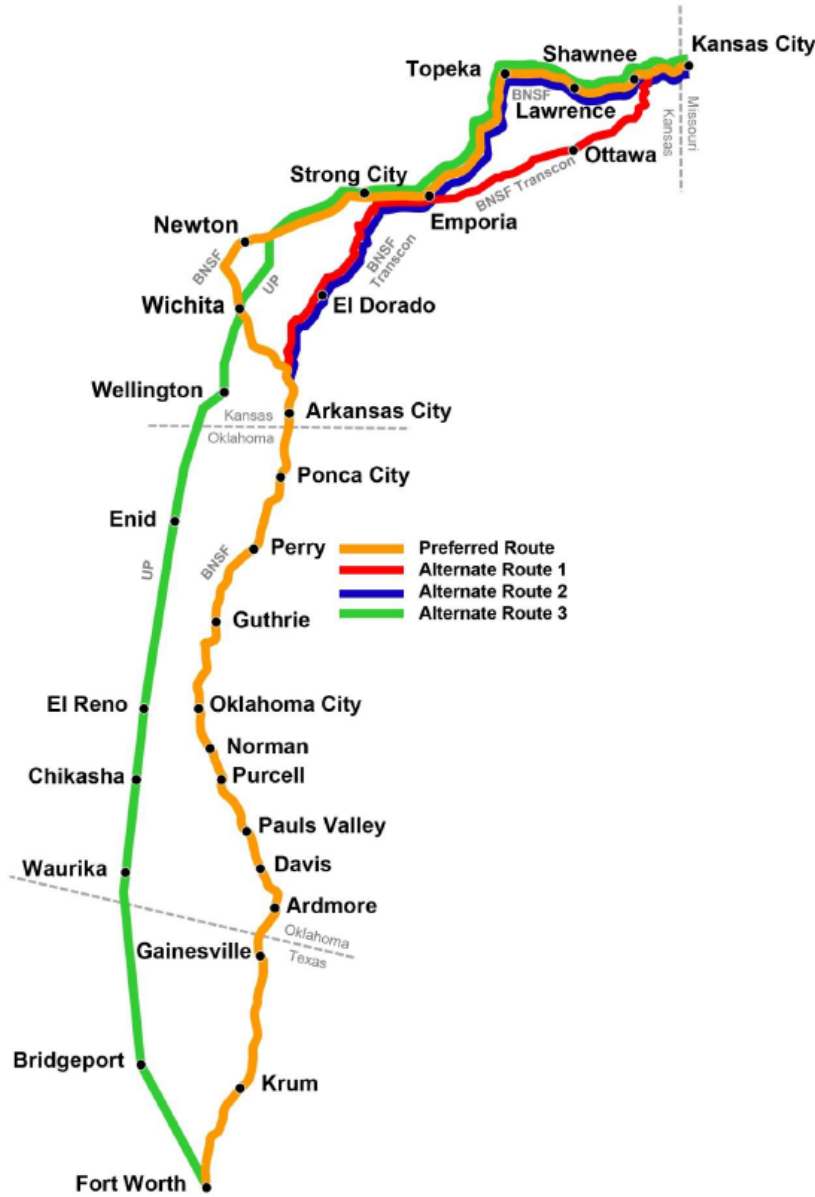 Kansas City
Shawnee
Topeka
BNSF
Lawrence
Missouri
Kansas
Ottawa
BNSF Transcon
Strong City
Emporia
Newton
BNSF
UP
BNSF
Transcon
Wichita
El Dorado
Wellington
Arkansas City
Kansas
Oklahoma
Ponca City
Enid
Perry
UP
BNSF
Preferred Route
Alternate Route 1
Alternate Route 2
Alternate Route 3
Guthrie
El Reno
Oklahoma City
Norman
Chikasha
Purcell
Pauls Valley
Waurika
Davis
Ardmore
Oklahoma
Texas
Gainesville
Bridgeport
Krum
Fort Worth